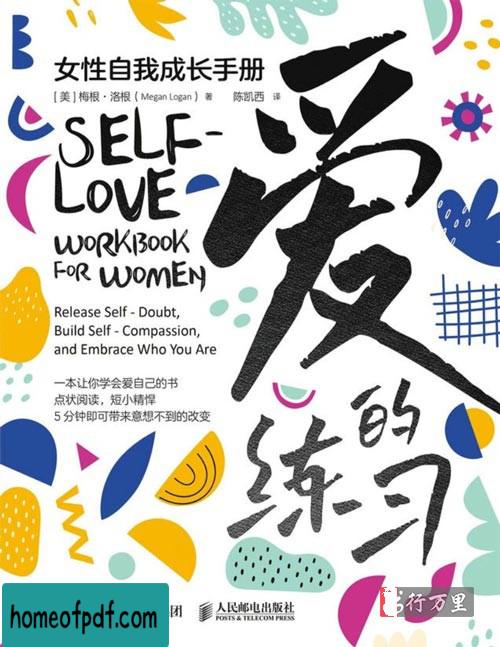 女性自我成长手册
[美]梅根·洛根(Megan Logan) 著 陈凯西 译
SELF-
LOVE
WORKBOOK
FOR WOMEN
Release Self - Doubt,
Build Self - Compassion,
and Embrace Who You Are
一本让你学会爱自己的书
点状阅读，短小精悍
5 分钟即可带来意想不到的改变
爱
的
练习
团 人民邮电出版社
POSTS & TELECOM PRESS
homeofpdf.com
书行万里